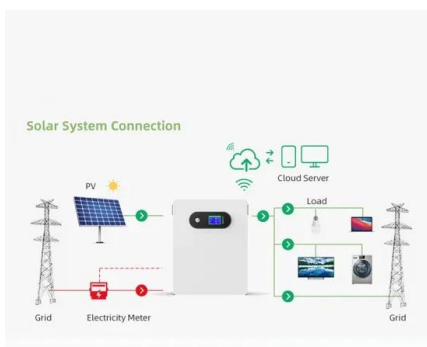 Solar System Connection
Cloud Server
PV
Load
Grid
Electricity Meter
Grid